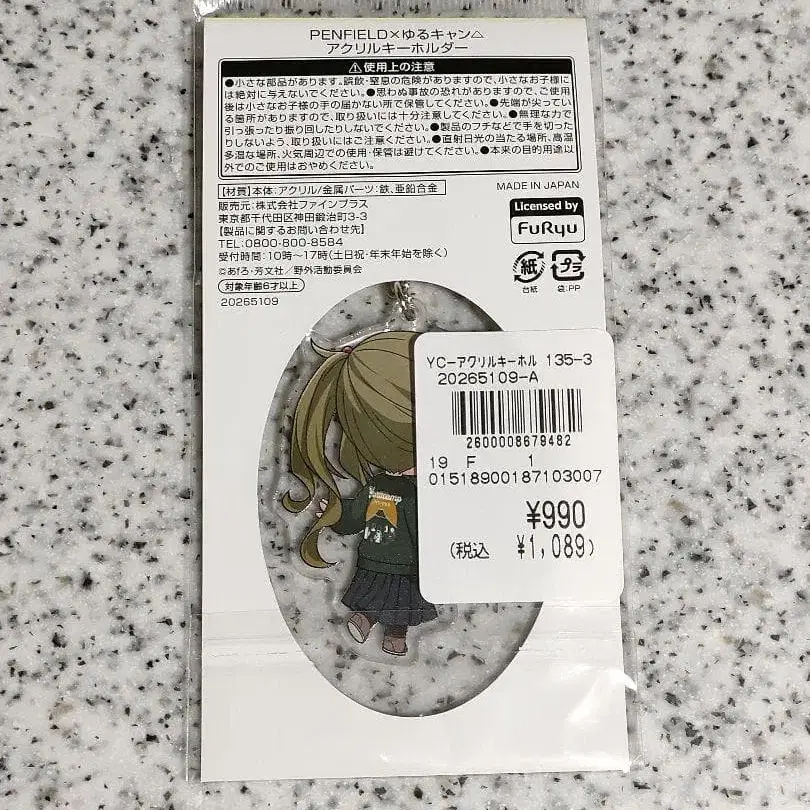 PENFIELD×ゆるキャン△
アクリルキーホルダー
⚠使用上の注意
●小さな部品があります。誤飲・窒息の危険がありますので、小さなお子様に
は絶対に与えないでください。●思わぬ事故の恐れがありますので、ご使用
後は小さなお子様の手の届かない所で保管してください。●先端が尖ってい
る箇所がありますので、取り扱いには十分注意してください。●無理な力で
引っ張ったり振り回したりしないでください。●製品のフチなどで手を切った
りしないよう、取り扱いにはご注意ください。●直射日光の当たる場所、高温
多湿な場所、火気周辺での使用・保管は避けてください。●本来の目的用途以
外でのご使用はおやめください。
【材質】本体:アクリル/金属パーツ:鉄、亜鉛合金
MADE IN JAPAN
販売元:株式会社ファインプラス
東京都千代田区神田鍛治町3-3
【製品に関するお問い合わせ先】
TEL:0800-800-8584
受付時間:10時〜17時(土日祝・年末年始を除く)
©あfろ・芳文社/野外活動委員会
対象年齢6才以上
20265109
Licensed by
FuRyu
紙
台紙
プラ
袋:PP
YC-アクリルキーホル 135-3
20265109-A
2600008679482
19 F 1
01518900187103007
¥990
(税込 ¥1,089)